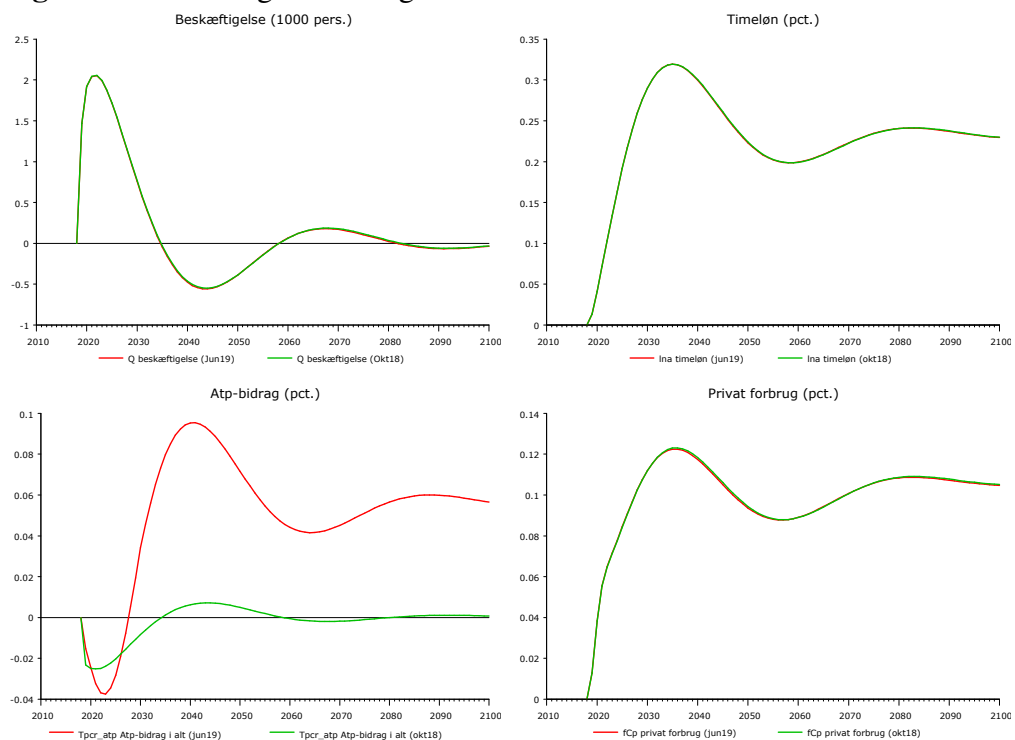 Beskæftigelse (1000 pers.)
2.5
2
1.5
1
0.5
0
-0.5
-1
2010 2020 2030 2040 2050 2060 2070 2080 2090 2100
Q beskæftigelse (Jun19) Q beskæftigelse (Okt18)
Timeløn (pct.)
0.35
0.3
0.25
0.2
0.15
0.1
0.05
0
2010 2020 2030 2040 2050 2060 2070 2080 2090 2100
lna timeløn (jun19) lna timeløn (okt18)
Atp-bidrag (pct.)
0.1
0.08
0.06
0.04
0.02
0
-0.02
-0.04
2010 2020 2030 2040 2050 2060 2070 2080 2090 2100
Tpcr_atp Atp-bidrag i alt (jun19) Tpcr_atp Atp-bidrag i alt (okt18)
Privat forbrug (pct.)
0.14
0.12
0.1
0.08
0.06
0.04
0.02
0
2010 2020 2030 2040 2050 2060 2070 2080 2090 2100
fCp privat forbrug (jun19) fCp privat forbrug (okt18)